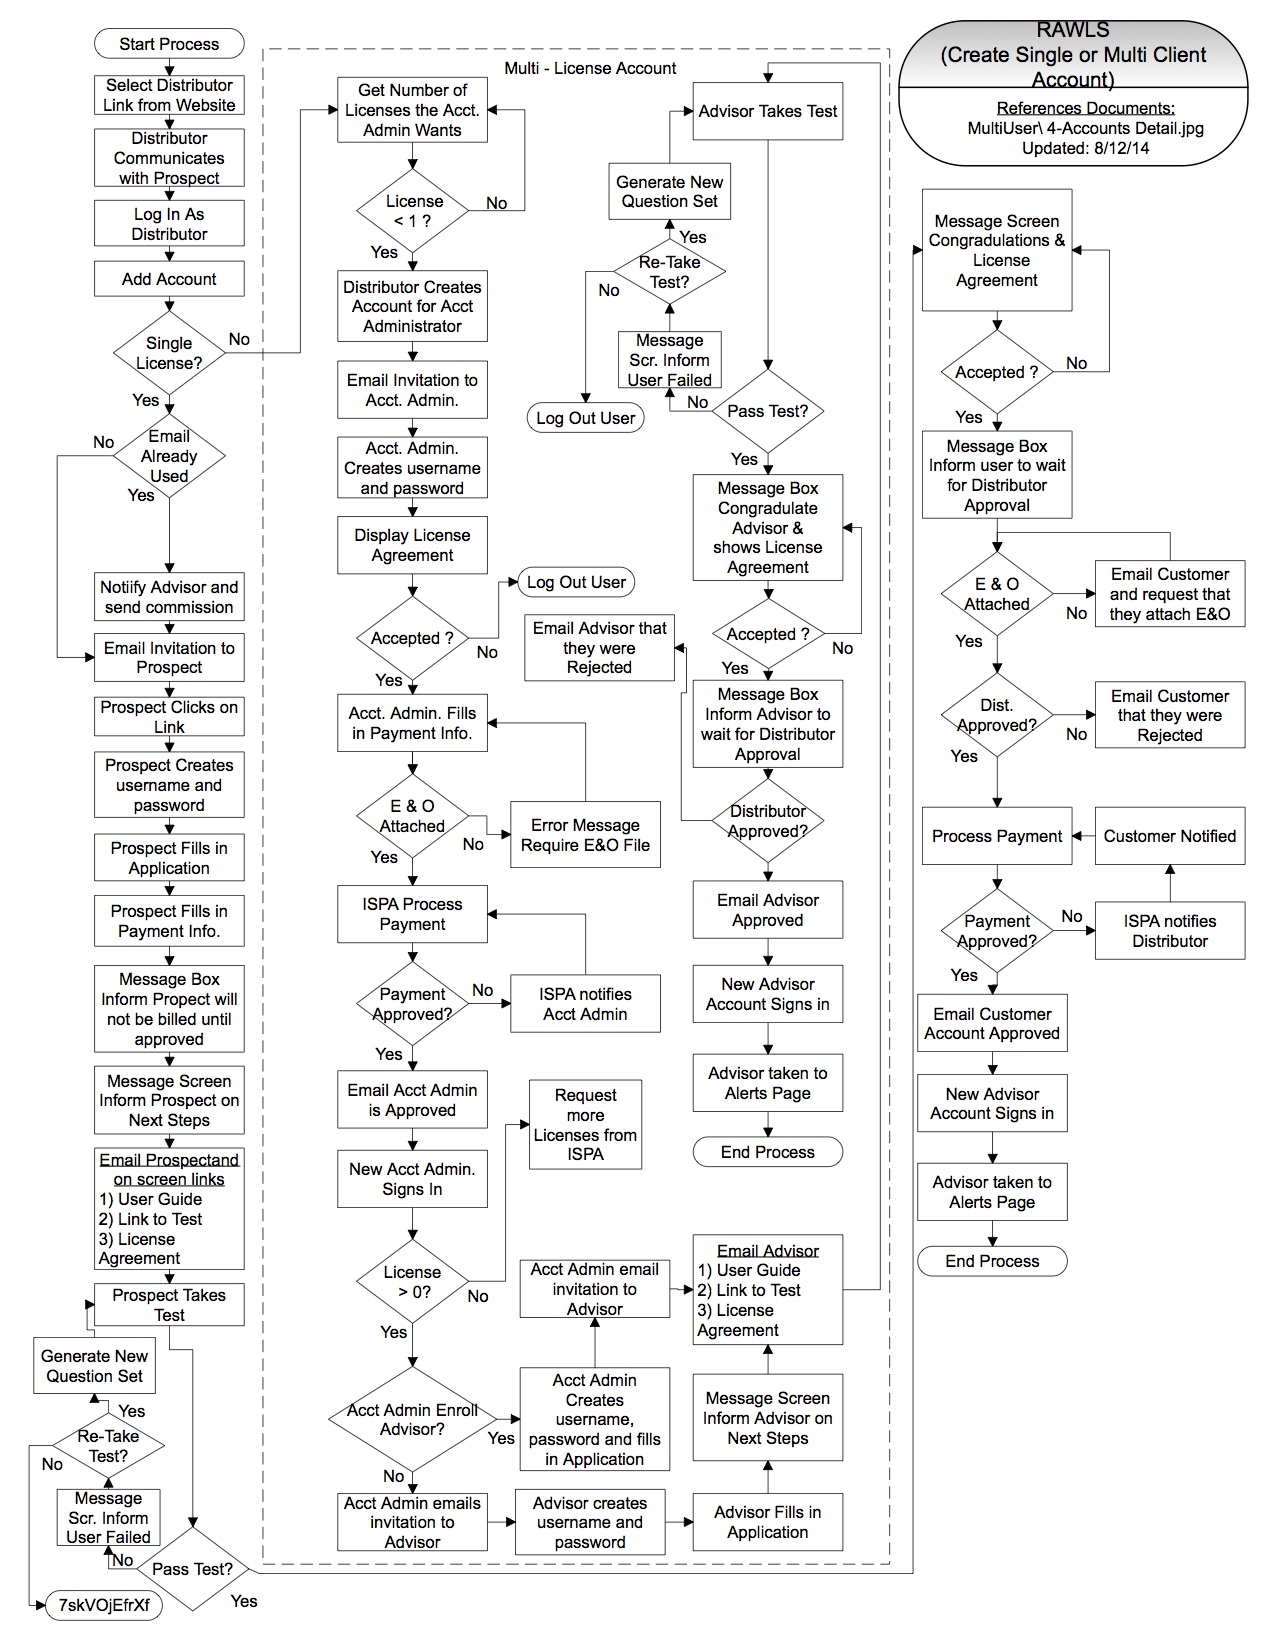 RAWLS
(Create Single or Multi Client
Account)
References Documents:
MultiUser\ 4-Accounts Detail.jpg
Updated: 8/12/14
Start Process
Select Distributor
Link from Website
Distributor
Communicates
with Prospect
Log In As
Distributor
Add Account
Single
License?
No
Yes
Email
Already
Used
No
Yes
Notiify Advisor and
send commission
Email Invitation to
Prospect
Prospect Clicks on
Link
Prospect Creates
username and
password
Prospect Fills in
Application
Prospect Fills in
Payment Info.
Message Box
Inform Propect will
not be billed until
approved
Message Screen
Inform Prospect on
Next Steps
Email Prospectand
on screen links
1) User Guide
2) Link to Test
3) License
Agreement
Prospect Takes
Test
Generate New
Question Set
Yes
Re-Take
Test?
No
Message
Scr. Inform
User Failed
No
Pass Test?
Yes
7skVOjEfrXf
Multi - License Account
Get Number of
Licenses the Acct.
Admin Wants
License
< 1 ?
No
Yes
Distributor Creates
Account for Acct
Administrator
Email Invitation to
Acct. Admin.
Acct. Admin.
Creates username
and password
Display License
Agreement
Log Out User
Accepted ?
No
Yes
Acct. Admin. Fills
in Payment Info.
E & O
Attached
No
Yes
Error Message
Require E&O File
ISPA Process
Payment
Payment
Approved?
No
Yes
ISPA notifies
Acct Admin
Email Acct Admin
is Approved
New Acct Admin.
Signs In
Request
more
Licenses from
ISPA
License
> 0?
No
Yes
Acct Admin Enroll
Advisor?
Yes
No
Acct Admin
Creates
username,
password and fills
in Application
Acct Admin email
invitation to
Advisor
Acct Admin emails
invitation to
Advisor
Advisor creates
username and
password
Advisor Fills in
Application
Message Screen
Inform Advisor on
Next Steps
Email Advisor
1) User Guide
2) Link to Test
3) License
Agreement
Advisor Takes Test
Generate New
Question Set
Yes
Re-Take
Test?
No
Message
Scr. Inform
User Failed
Log Out User
No
Pass Test?
Yes
Message Box
Congradulate
Advisor &
shows License
Agreement
Accepted ?
No
Yes
Email Advisor that
they were
Rejected
Message Box
Inform Advisor to
wait for Distributor
Approval
Distributor
Approved?
Email Advisor
Approved
New Advisor
Account Signs in
Advisor taken to
Alerts Page
End Process
Message Screen
Congradulations &
License
Agreement
Accepted ?
No
Yes
Message Box
Inform user to wait
for Distributor
Approval
E & O
Attached
No
Yes
Email Customer
and request that
they attach E&O
Dist.
Approved?
No
Yes
Email Customer
that they were
Rejected
Process Payment
Customer Notified
Payment
Approved?
No
Yes
ISPA notifies
Distributor
Email Customer
Account Approved
New Advisor
Account Signs in
Advisor taken to
Alerts Page
End Process